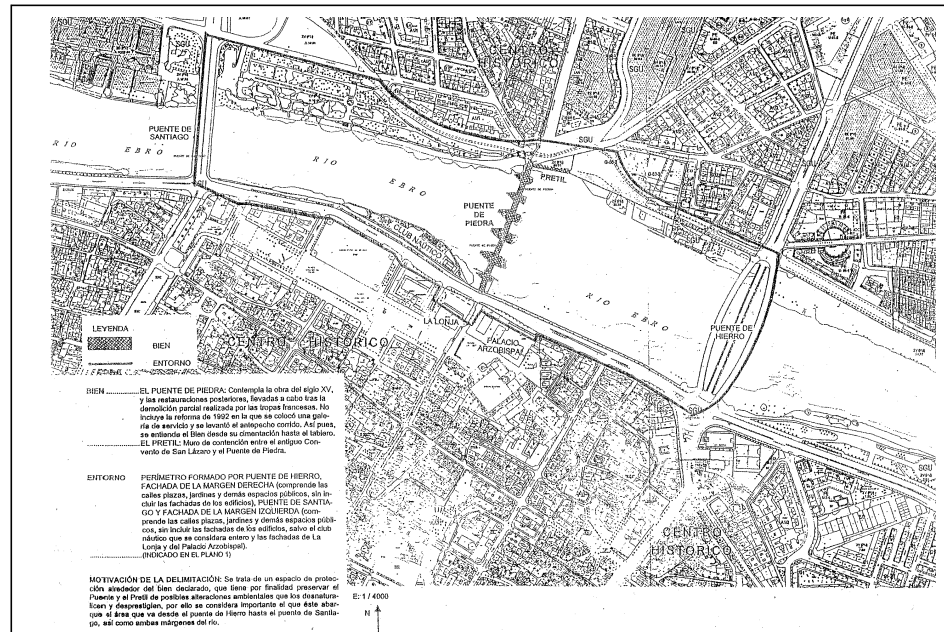 CENTRO
HISTORICO
SGU
SGU
SGU
PUENTE DE
SANTIAGO
RIO EBRO
RIO
EBRO
PRETIL
PUENTE
DE
PIEDRA
CLUB NAUTICO
RIO
EBRO
LA LONJA
PALACIO
ARZOBISPAL
PUENTE DE
HIERRO
CENTRO HISTORICO
SGU
SGU
SGU
CENTRO
HISTORICO
LEYENDA
BIEN
ENTORNO
BIEN ............... EL PUENTE DE PIEDRA: Contempla la obra del siglo XV,
y las restauraciones posteriores, llevadas a cabo tras la
demolición parcial realizada por las tropas francesas. No
incluye la reforma de 1992 en la que se colocó una gale-
ría de servicio y se levantó el antepecho corrido. Así pues,
se entiende el Bien desde su cimentación hasta el tablero.
............... EL PRETIL: Muro de contención entre el antiguo Con-
vento de San Lázaro y el Puente de Piedra.
ENTORNO PERÍMETRO FORMADO POR PUENTE DE HIERRO,
FACHADA DE LA MARGEN DERECHA (comprende las
calles plazas, jardines y demás espacios públicos, sin in-
cluir las fachadas de los edificios), PUENTE DE SANTIA-
GO Y FACHADA DE LA MARGEN IZQUIERDA (com-
prende las calles plazas, jardines y demás espacios públi-
cos, sin incluir las fachadas de los edificios, salvo el club
náutico que se considera entero y las fachadas de La
Lonja y del Palacio Arzobispal).
............... (INDICADO EN EL PLANO 1)
MOTIVACIÓN DE LA DELIMITACIÓN: Se trata de un espacio de protec-
ción alrededor del bien declarado, que tiene por finalidad preservar el
Puente y el Pretil de posibles alteraciones ambientales que los desnatura-
licen y desprestigien, por ello se considera importante el que éste abar-
que el área que va desde el puente de Hierro hasta el puente de Santia-
go, así como ambas márgenes del río.
E: 1 / 4000
N